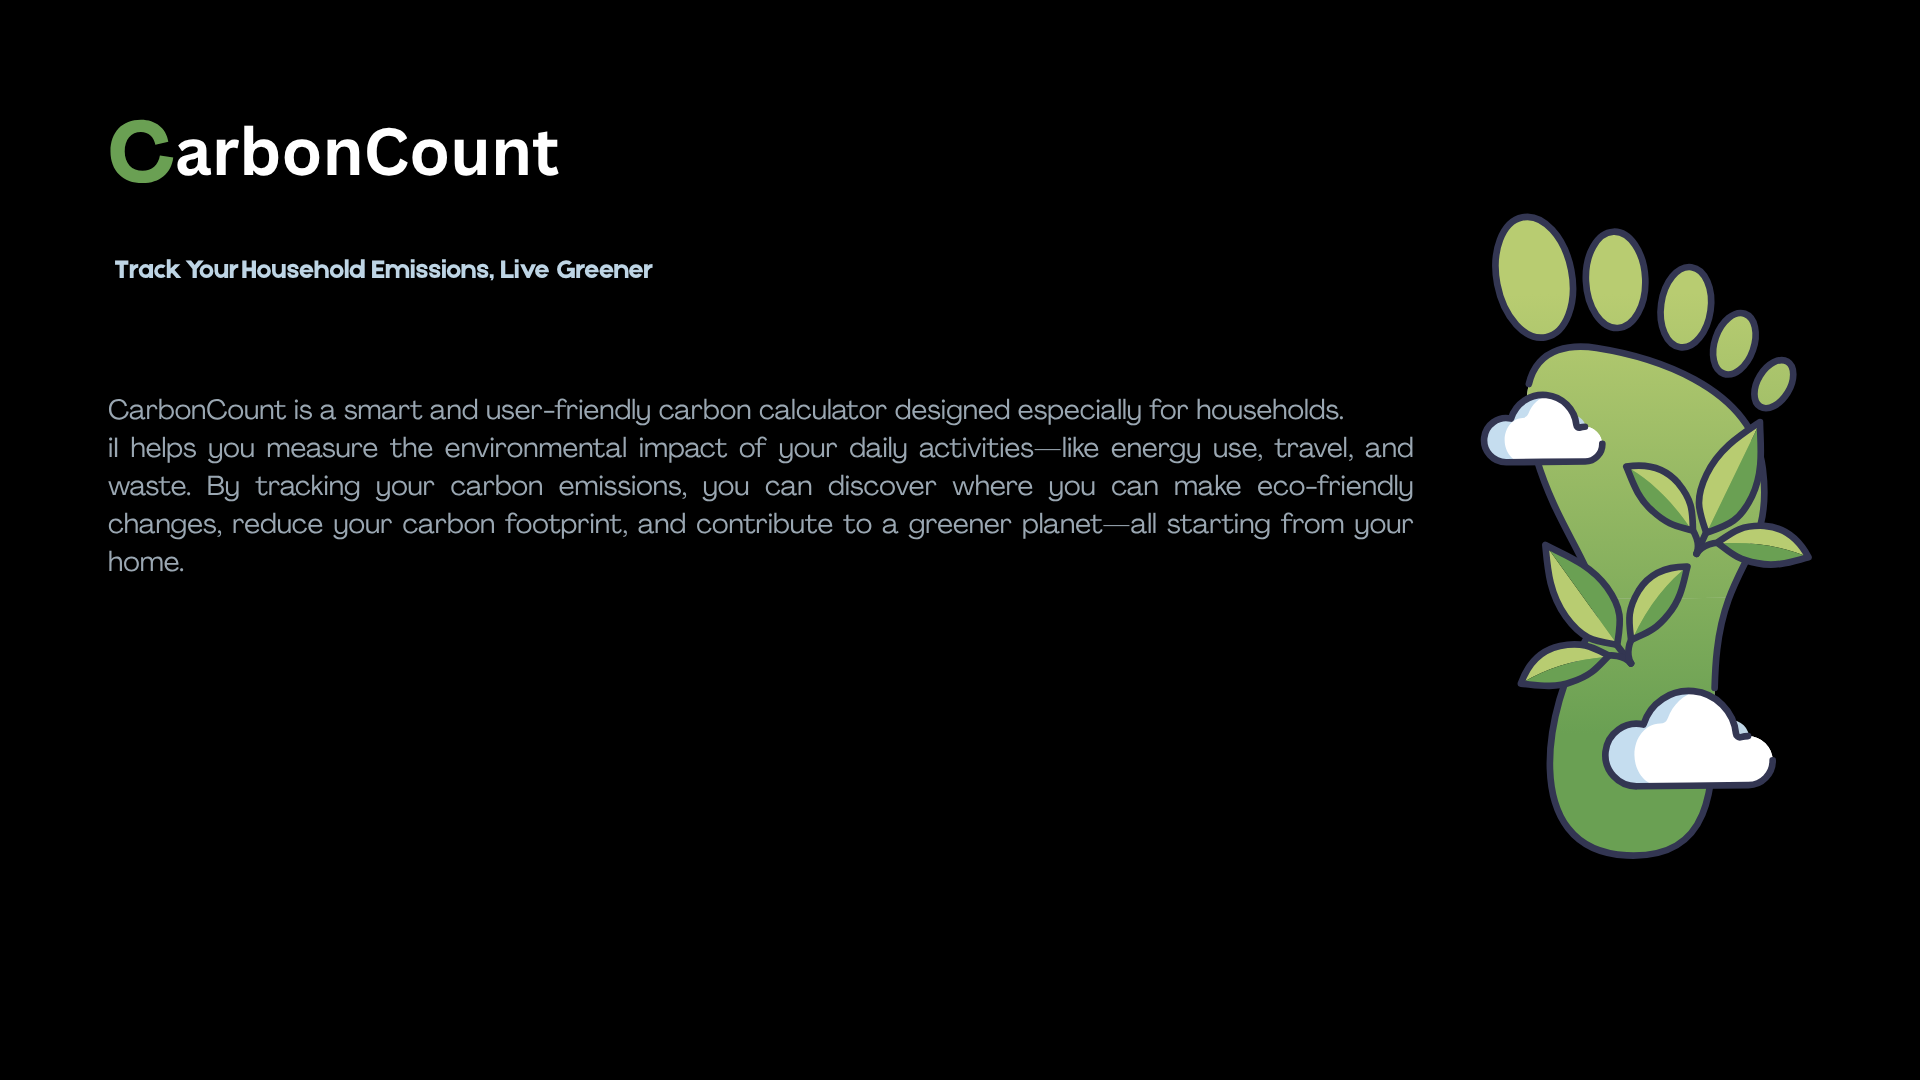 CarbonCount
Track Your Household Emissions, Live Greener
CarbonCount is a smart and user-friendly carbon calculator designed especially for households.
iI helps you measure the environmental impact of your daily activities—like energy use, travel, and
waste. By tracking your carbon emissions, you can discover where you can make eco-friendly
changes, reduce your carbon footprint, and contribute to a greener planet—all starting from your
home.